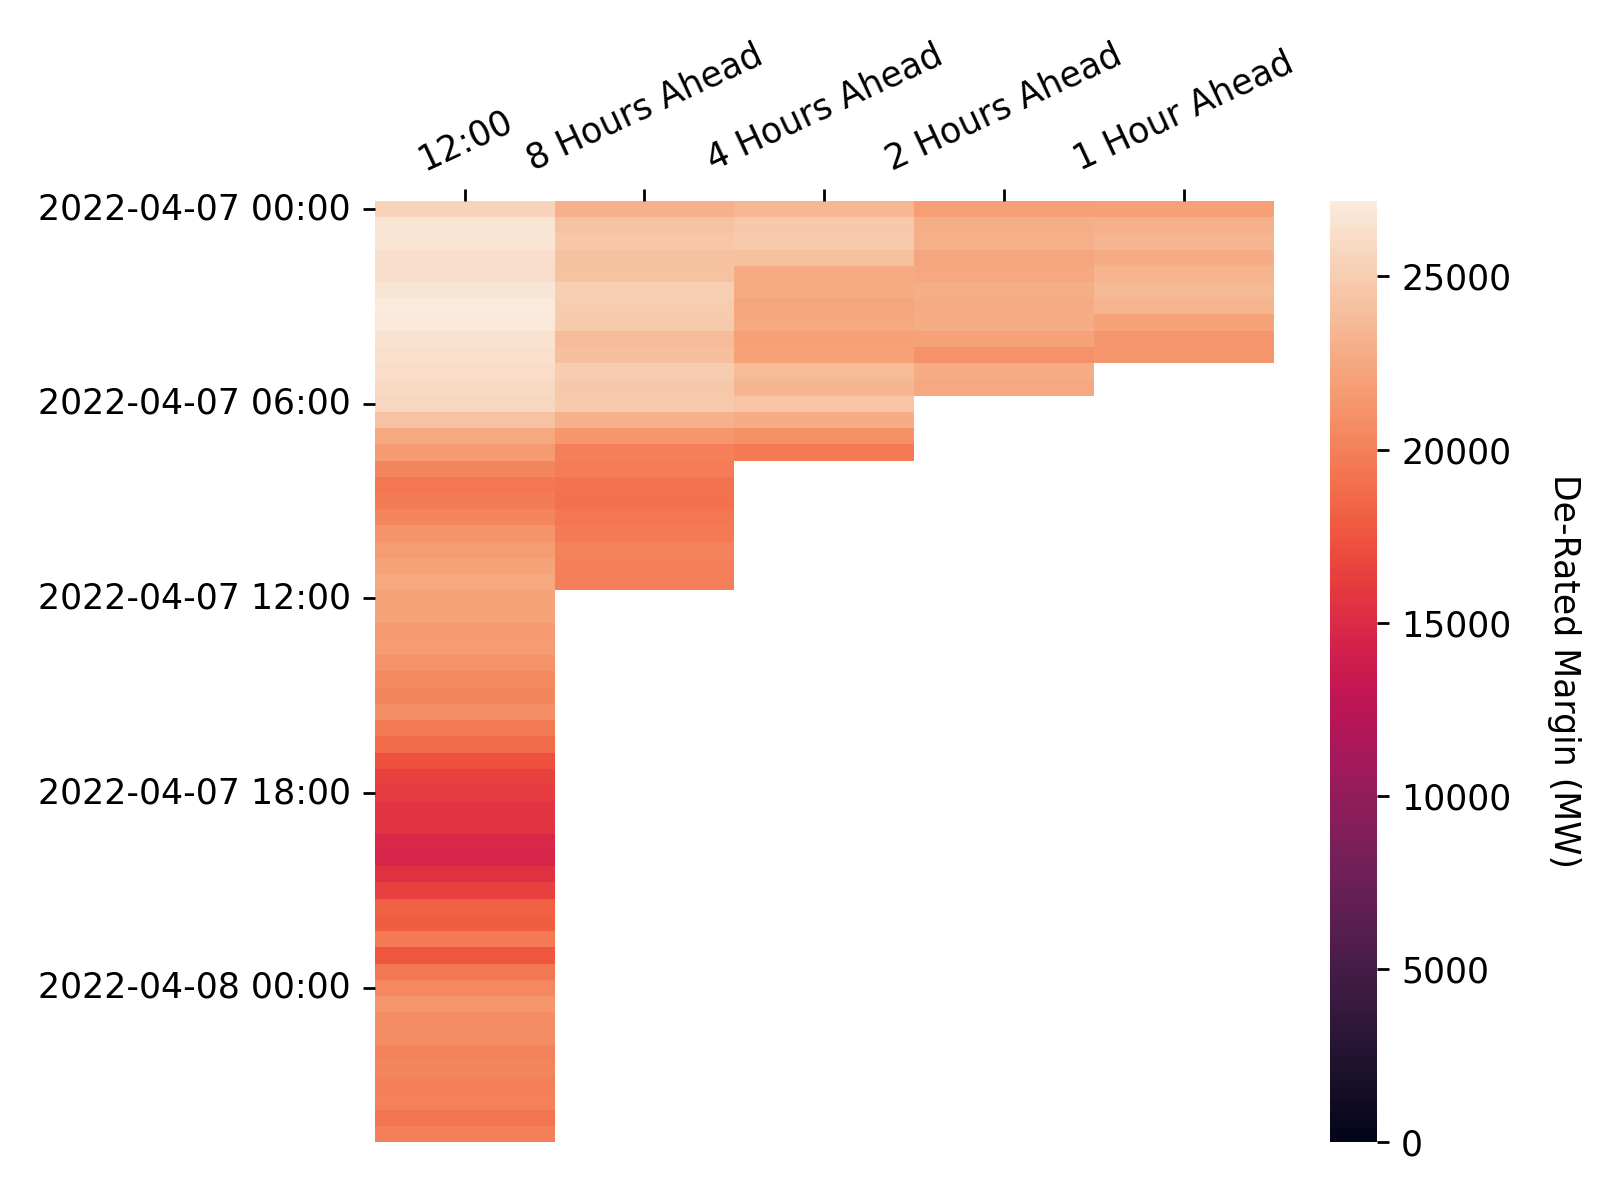 12:00
8 Hours Ahead
4 Hours Ahead
2 Hours Ahead
1 Hour Ahead
2022-04-07 00:00
2022-04-07 06:00
2022-04-07 12:00
2022-04-07 18:00
2022-04-08 00:00
25000
20000
15000
10000
5000
0
De-Rated Margin (MW)